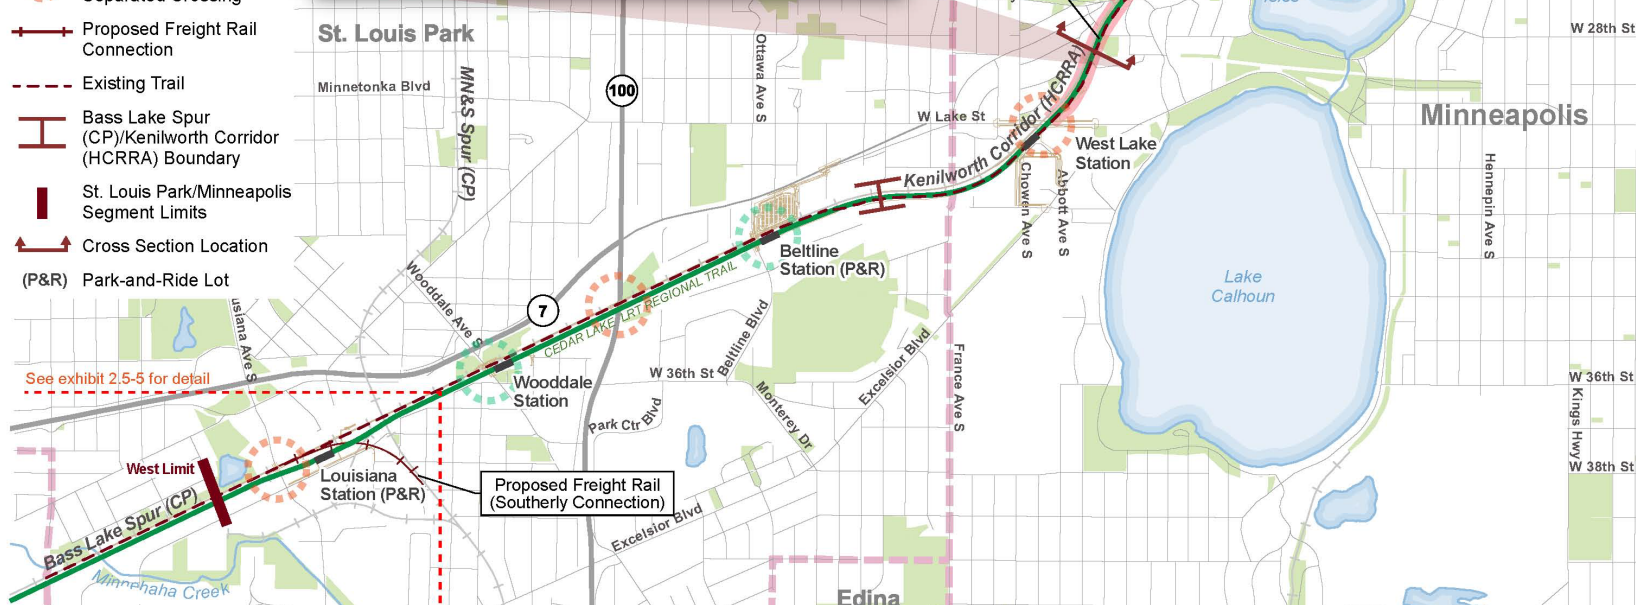 Separated Crossing
Proposed Freight Rail
Connection
Existing Trail
Bass Lake Spur
(CP)/Kenilworth Corridor
(HCRRA) Boundary
St. Louis Park/Minneapolis
Segment Limits
Cross Section Location
(P&R) Park-and-Ride Lot
St. Louis Park
Minnetonka Blvd
MN&S Spur (CP)
100
Ottawa Ave S
W Lake St
Kenilworth Corridor (HCRRA)
West Lake
Station
Chowen Ave S
Abbott Ave S
W 28th St
Minneapolis
Hennepin Ave S
Lake
Calhoun
Beltline
Station (P&R)
CEDAR LAKE LRT REGIONAL TRAIL
Wooddale Ave S
7
Beltline Blvd
W 36th St
Wooddale
Station
Park Ctr Blvd
Monterey Dr
Excelsior Blvd
France Ave S
W 36th St
Kings Hwy
W 38th St
usiana Ave S
See exhibit 2.5-5 for detail
West Limit
Louisiana
Station (P&R)
Proposed Freight Rail
(Southerly Connection)
Excelsior Blvd
Bass Lake Spur (CP)
Minnehaha Creek
Edina